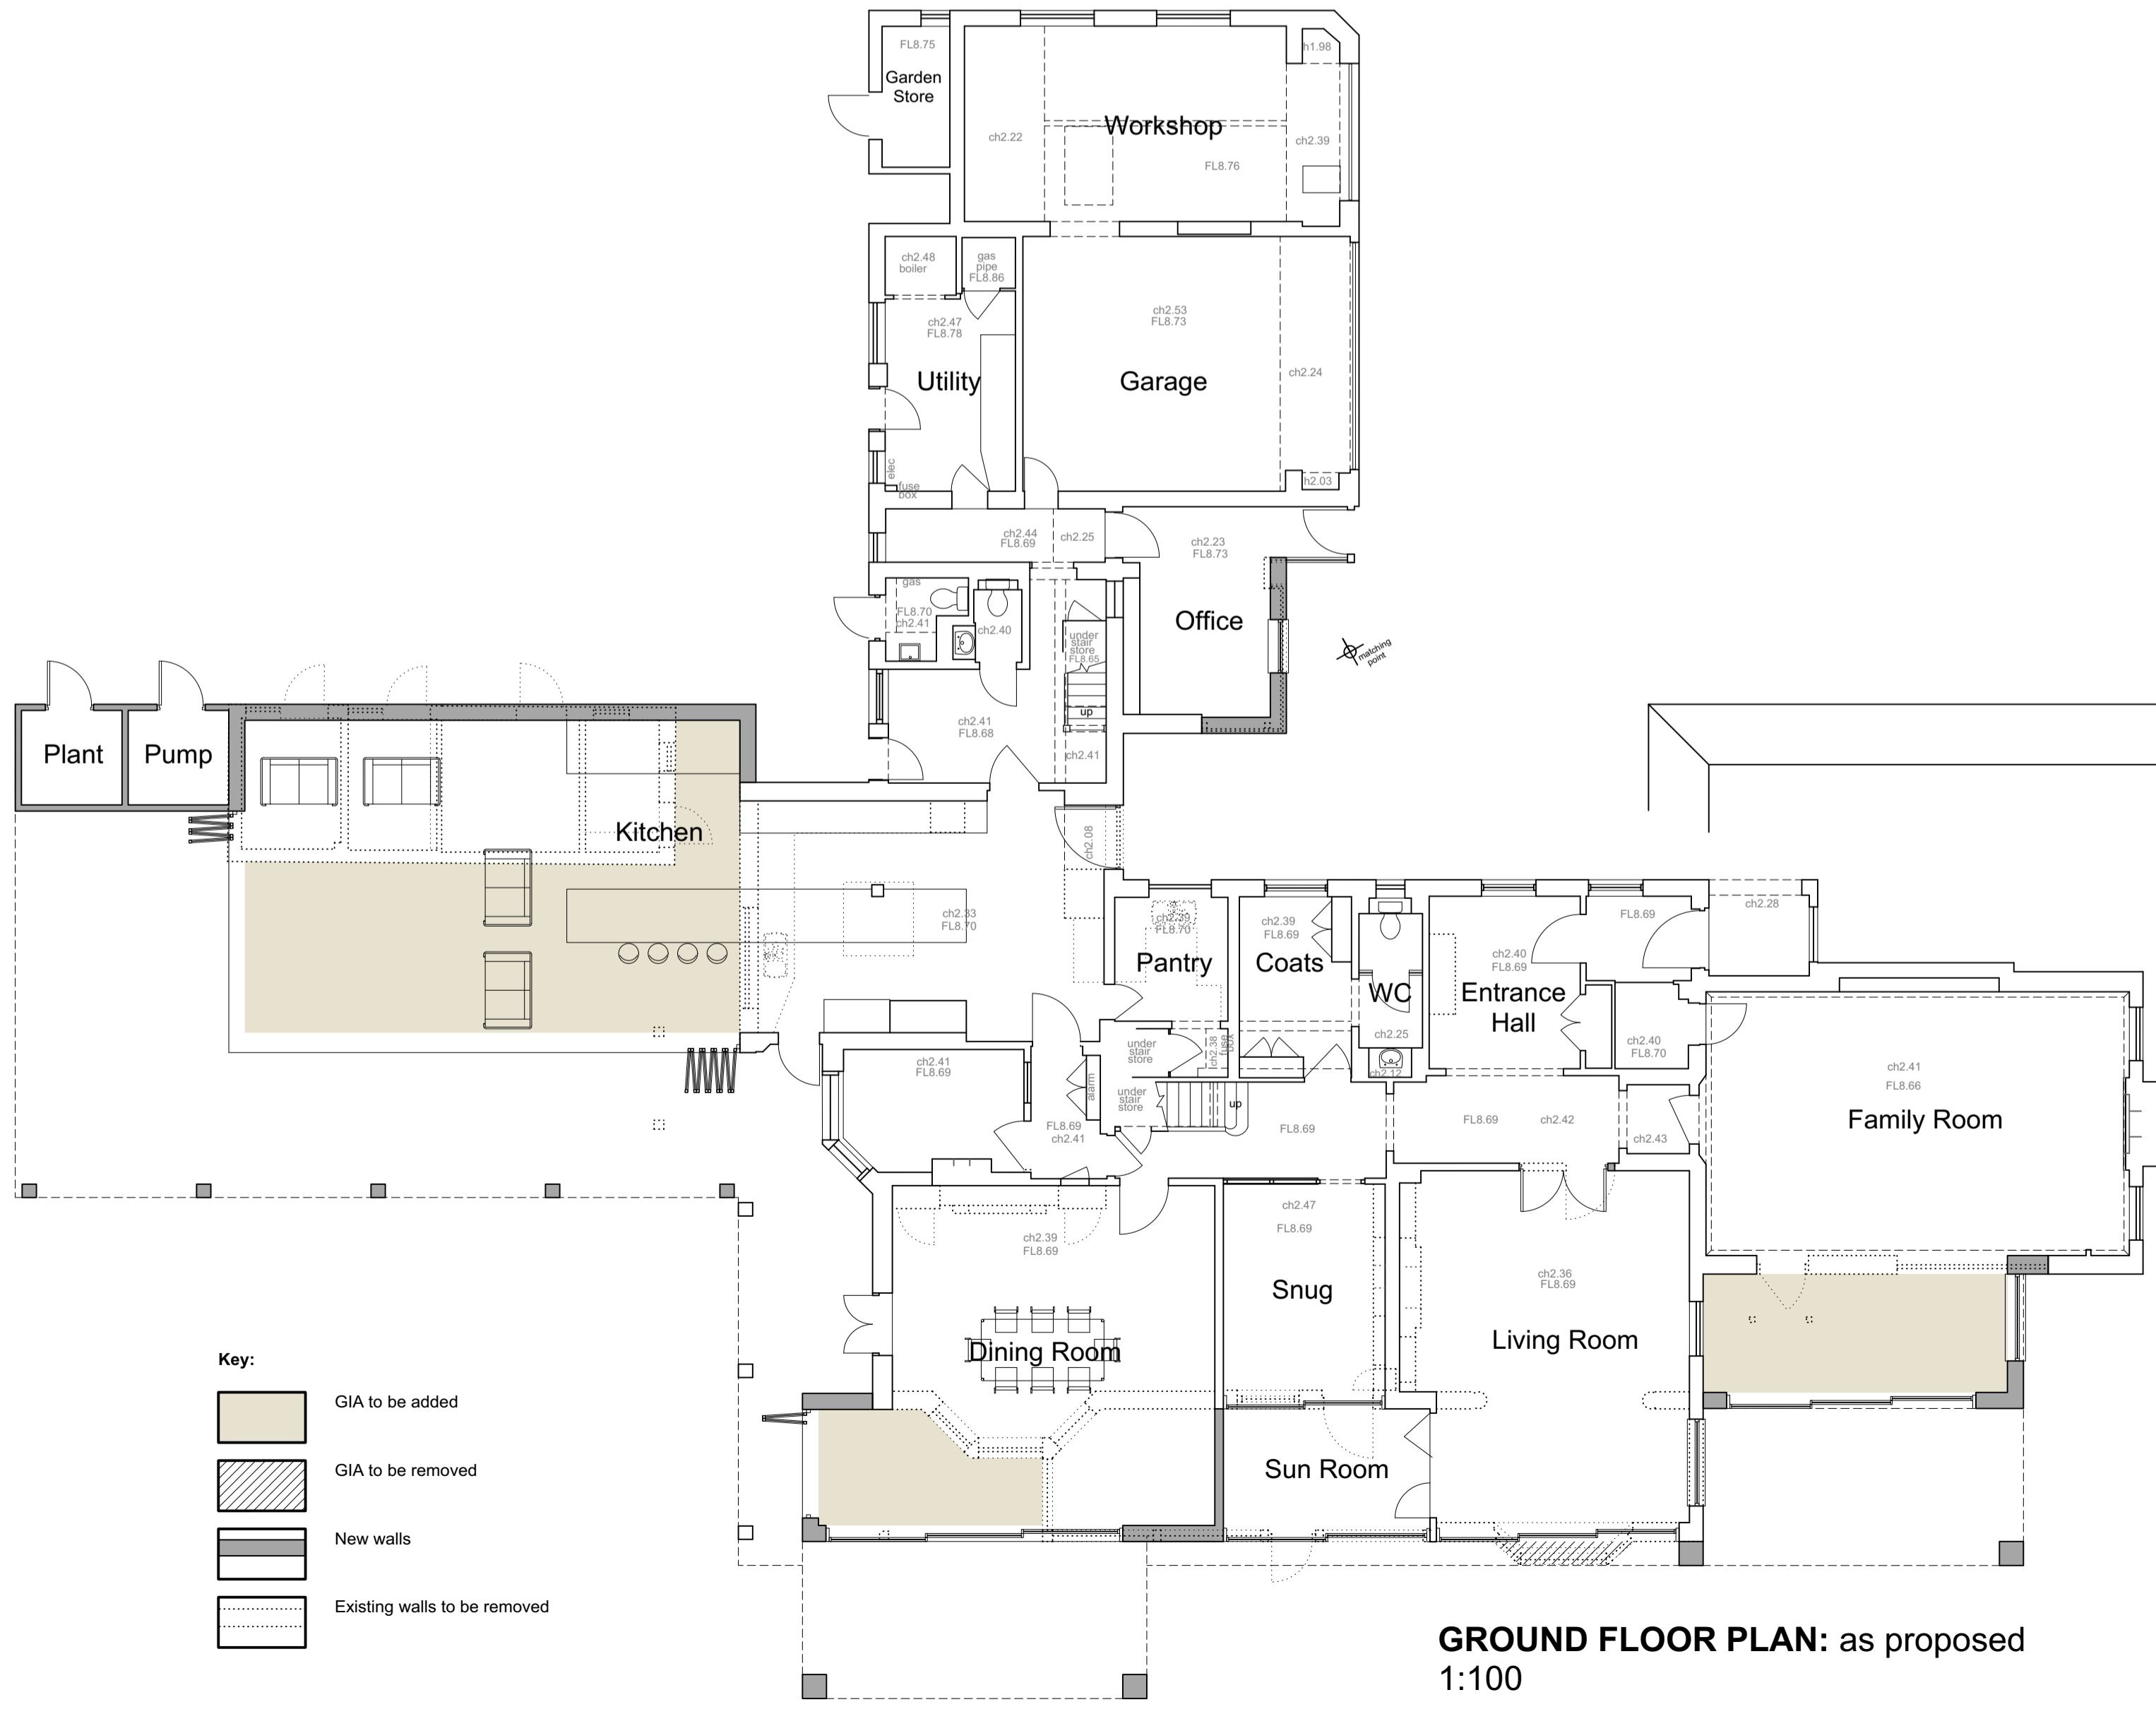 FL8.75
Garden
Store
h1.98
Workshop
ch2.22
ch2.39
FL8.76
ch2.48
boiler
gas
pipe
FL8.86
ch2.47
FL8.78
Utility
ch2.53
FL8.73
Garage
ch2.24
elec
fuse
box
h2.03
ch2.44
FL8.69
ch2.25
ch2.23
FL8.73
gas
FL8.70
ch2.41
ch2.40
under
stair
store
FL8.65
Office
matching
point
up
ch2.41
FL8.68
ch2.41
Plant
Pump
Kitchen
ch2.08
ch2.33
FL8.70
ch2.39
FL8.70
Pantry
ch2.39
FL8.69
Coats
WC
ch2.25
ch2.12
ch2.40
FL8.69
Entrance
Hall
FL8.69
ch2.28
ch2.40
FL8.70
under
stair
store
ch2.38
fuse
box
ch2.41
FL8.69
alarm
under
stair
store
up
FL8.69
ch2.41
FL8.69
FL8.69
ch2.42
ch2.43
ch2.41
FL8.66
Family Room
ch2.39
FL8.69
Dining Room
ch2.47
FL8.69
Snug
ch2.36
FL8.69
Living Room
Sun Room
Key:
GIA to be added
GIA to be removed
New walls
Existing walls to be removed
GROUND FLOOR PLAN: as proposed
1:100